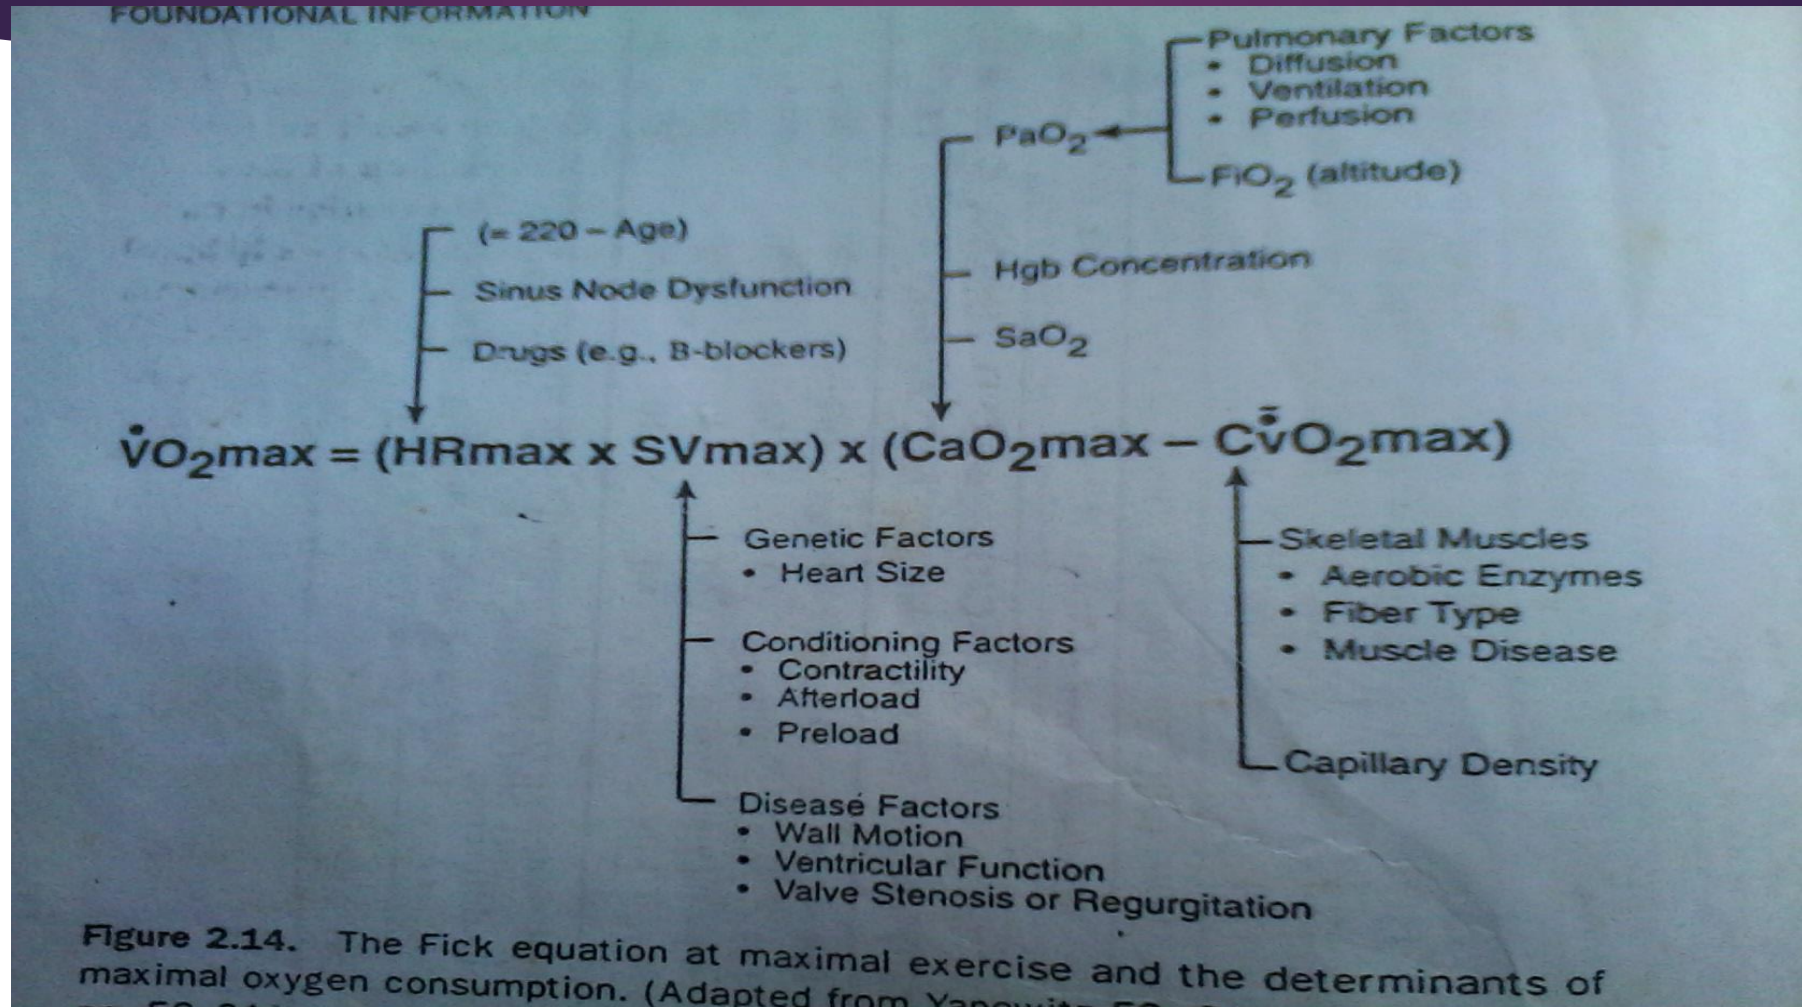 FOUNDATIONAL INFORMATION
Pulmonary Factors
• Diffusion
• Ventilation
• Perfusion
PaO₂
FiO₂ (altitude)
(= 220 – Age)
Sinus Node Dysfunction
Drugs (e.g., B-blockers)
Hgb Concentration
SaO₂
V̇O₂max = (HRmax x SVmax) x (CaO₂max – Cv̄O₂max)
Genetic Factors
• Heart Size
Conditioning Factors
• Contractility
• Afterload
• Preload
Disease Factors
• Wall Motion
• Ventricular Function
• Valve Stenosis or Regurgitation
Skeletal Muscles
• Aerobic Enzymes
• Fiber Type
• Muscle Disease
Capillary Density
Figure 2.14. The Fick equation at maximal exercise and the determinants of
maximal oxygen consumption. (Adapted from